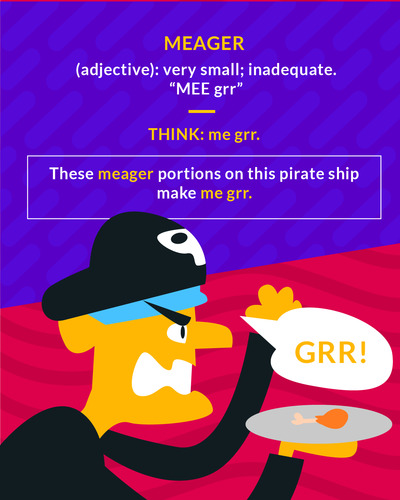 MEAGER
(adjective): very small; inadequate.
“MEE grr”
THINK: me grr.
These meager portions on this pirate ship
make me grr.
GRR!